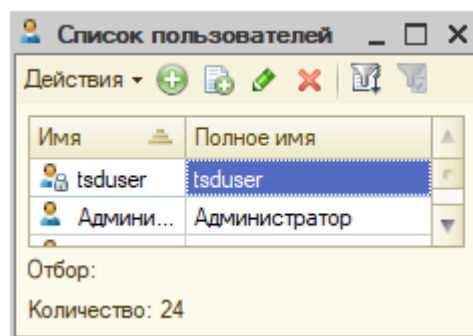 Список пользователей
Действия
Имя Полное имя
tsduser tsduser
Админи... Администратор
Отбор:
Количество: 24